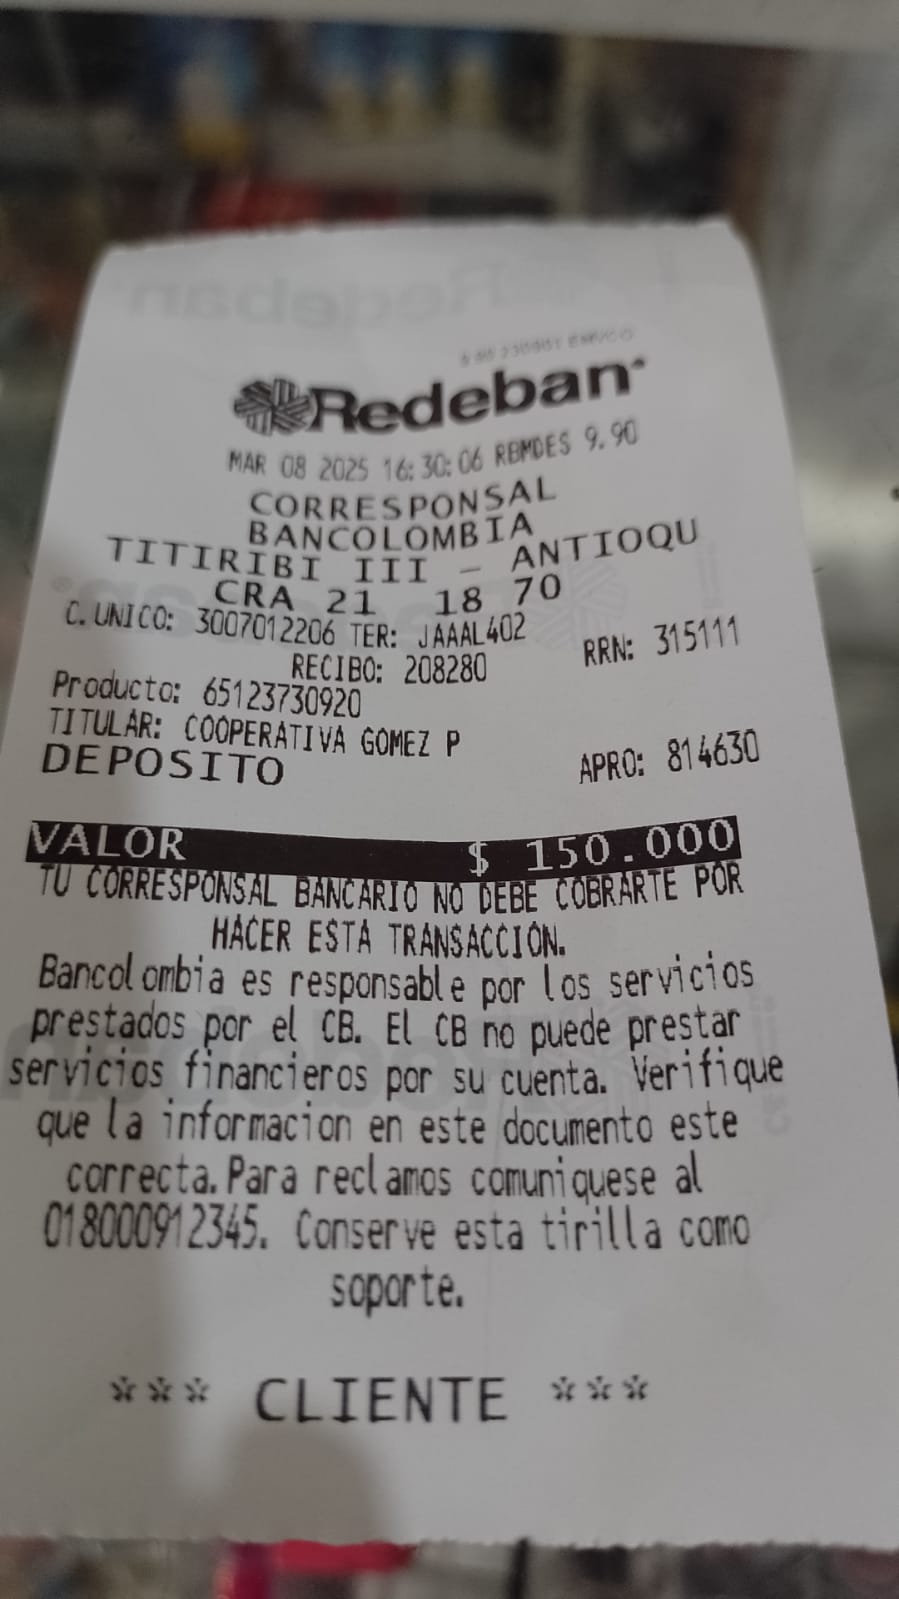 Redeban
MAR 08 2025 16:30:06 RBMDES 9.90
CORRESPONSAL
BANCOLOMBIA
TITIRIBI III - ANTIOQU
CRA 21 18 70
C. UNICO: 3007012206 TER: JAAAL402
RECIBO: 208280 RRN: 315111
Producto: 65123730920
TITULAR: COOPERATIVA GOMEZ P
DEPOSITO APRO: 814630
VALOR $ 150.000
TU CORRESPONSAL BANCARIO NO DEBE COBRARTE POR
HACER ESTA TRANSACCIÓN.
Bancolombia es responsable por los servicios
prestados por el CB. El CB no puede prestar
servicios financieros por su cuenta. Verifique
que la informacion en este documento este
correcta. Para reclamos comuniquese al
018000912345. Conserve esta tirilla como
soporte.
*** CLIENTE ***